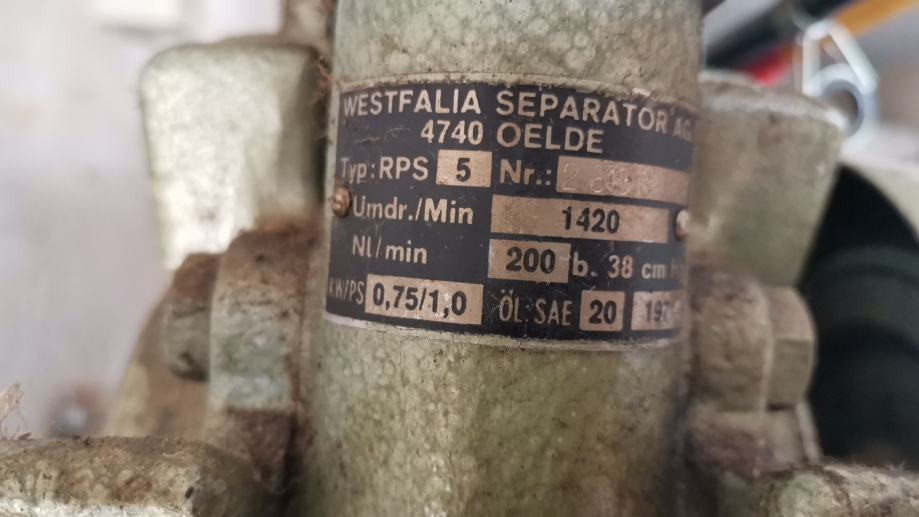 WESTFALIA SEPARATOR AG
4740 OELDE
Typ: RPS 5 Nr.:
Umdr./Min 1420
Nl/min 200 b. 38 cm
KW/PS 0,75/1,0 ÖL: SAE 20